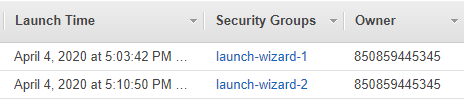 Launch Time Security Groups Owner
April 4, 2020 at 5:03:42 PM ... launch-wizard-1 850859445345
April 4, 2020 at 5:10:50 PM ... launch-wizard-2 850859445345